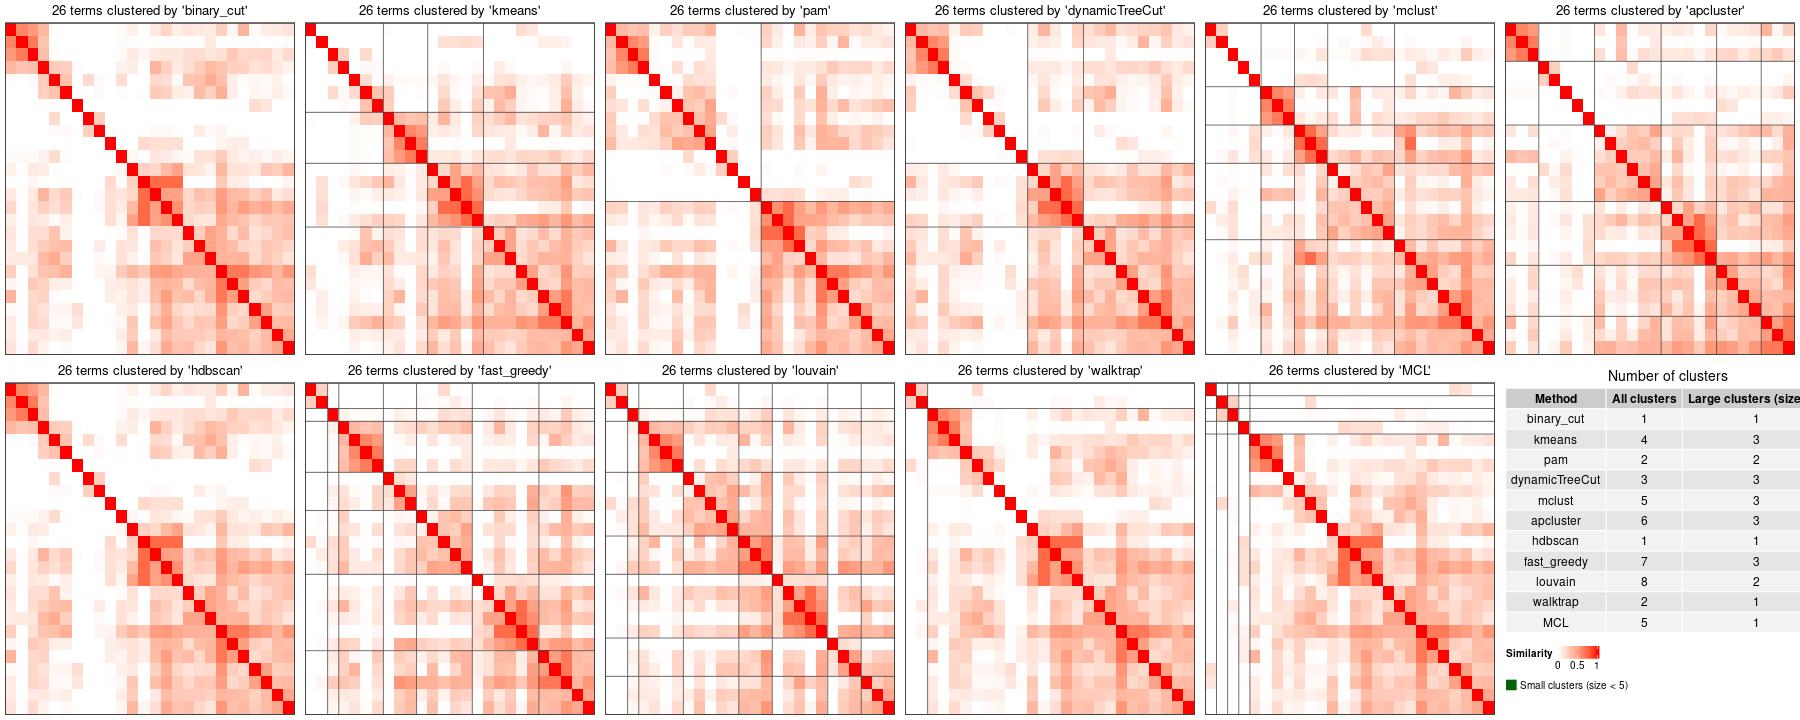 26 terms clustered by 'binary_cut'
26 terms clustered by 'kmeans'
26 terms clustered by 'pam'
26 terms clustered by 'dynamicTreeCut'
26 terms clustered by 'mclust'
26 terms clustered by 'apcluster'
26 terms clustered by 'hdbscan'
26 terms clustered by 'fast_greedy'
26 terms clustered by 'louvain'
26 terms clustered by 'walktrap'
26 terms clustered by 'MCL'
Number of clusters
Method All clusters Large clusters (size
binary_cut 1 1
kmeans 4 3
pam 2 2
dynamicTreeCut 3 3
mclust 5 3
apcluster 6 3
hdbscan 1 1
fast_greedy 7 3
louvain 8 2
walktrap 2 1
MCL 5 1
Similarity
0 0.5 1
Small clusters (size < 5)